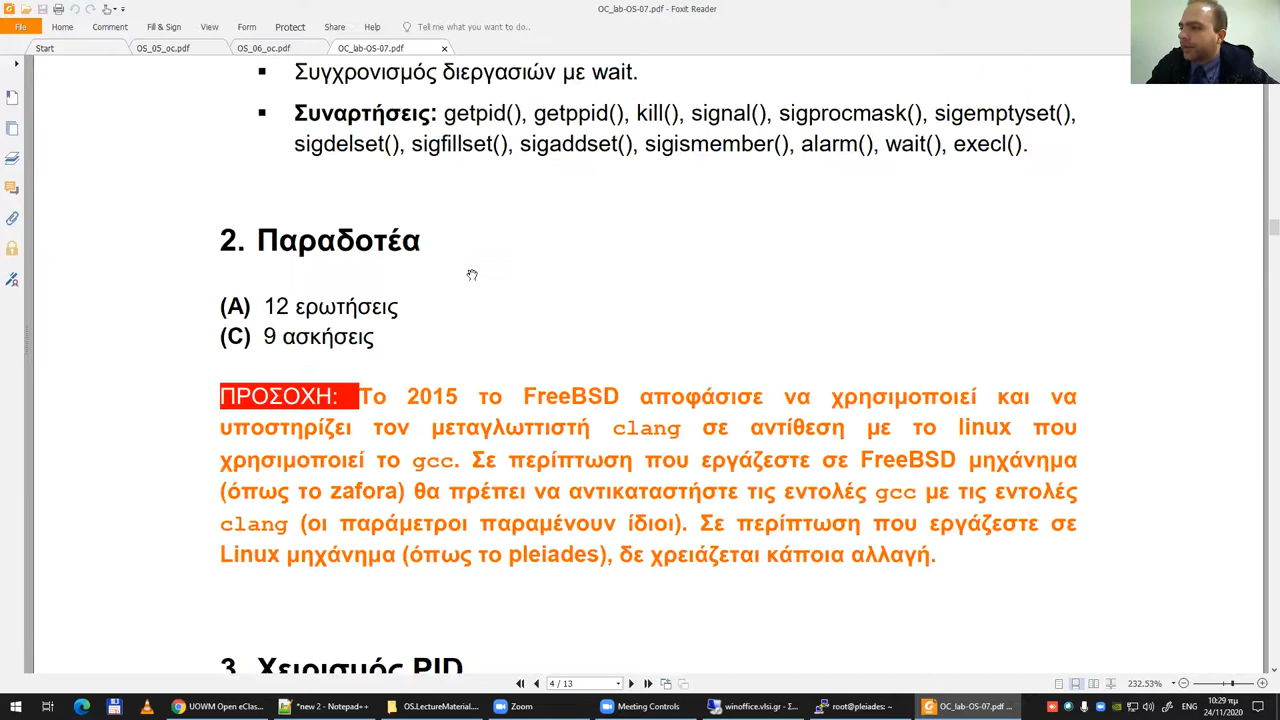 OC_lab-OS-07.pdf - Foxit Reader
File Home Comment Fill & Sign View Form Protect Share Help Tell me what you want to do...
Start OS_05_oc.pdf OS_06_oc.pdf OC_lab-OS-07.pdf
▪ Συγχρονισμός διεργασιών με wait.
▪ Συναρτήσεις: getpid(), getppid(), kill(), signal(), sigprocmask(), sigemptyset(),
sigdelset(), sigfillset(), sigaddset(), sigismember(), alarm(), wait(), execl().
2. Παραδοτέα
(A) 12 ερωτήσεις
(C) 9 ασκήσεις
ΠΡΟΣΟΧΗ: Το 2015 το FreeBSD αποφάσισε να χρησιμοποιεί και να
υποστηρίζει τον μεταγλωττιστή clang σε αντίθεση με το linux που
χρησιμοποιεί το gcc. Σε περίπτωση που εργάζεστε σε FreeBSD μηχάνημα
(όπως το zafora) θα πρέπει να αντικαταστήστε τις εντολές gcc με τις εντολές
clang (οι παράμετροι παραμένουν ίδιοι). Σε περίπτωση που εργάζεστε σε
Linux μηχάνημα (όπως το pleiades), δε χρειάζεται κάποια αλλαγή.
3. Χειρισμός PID
4 / 13 232.53%
UOWM Open eClas... *new 2 - Notepad++ OS.LectureMaterial.... Zoom Meeting Controls winoffice.vlsi.gr - ... root@pleiades: ~ OC_lab-OS-07.pdf ... 10:29 πμ
24/11/2020